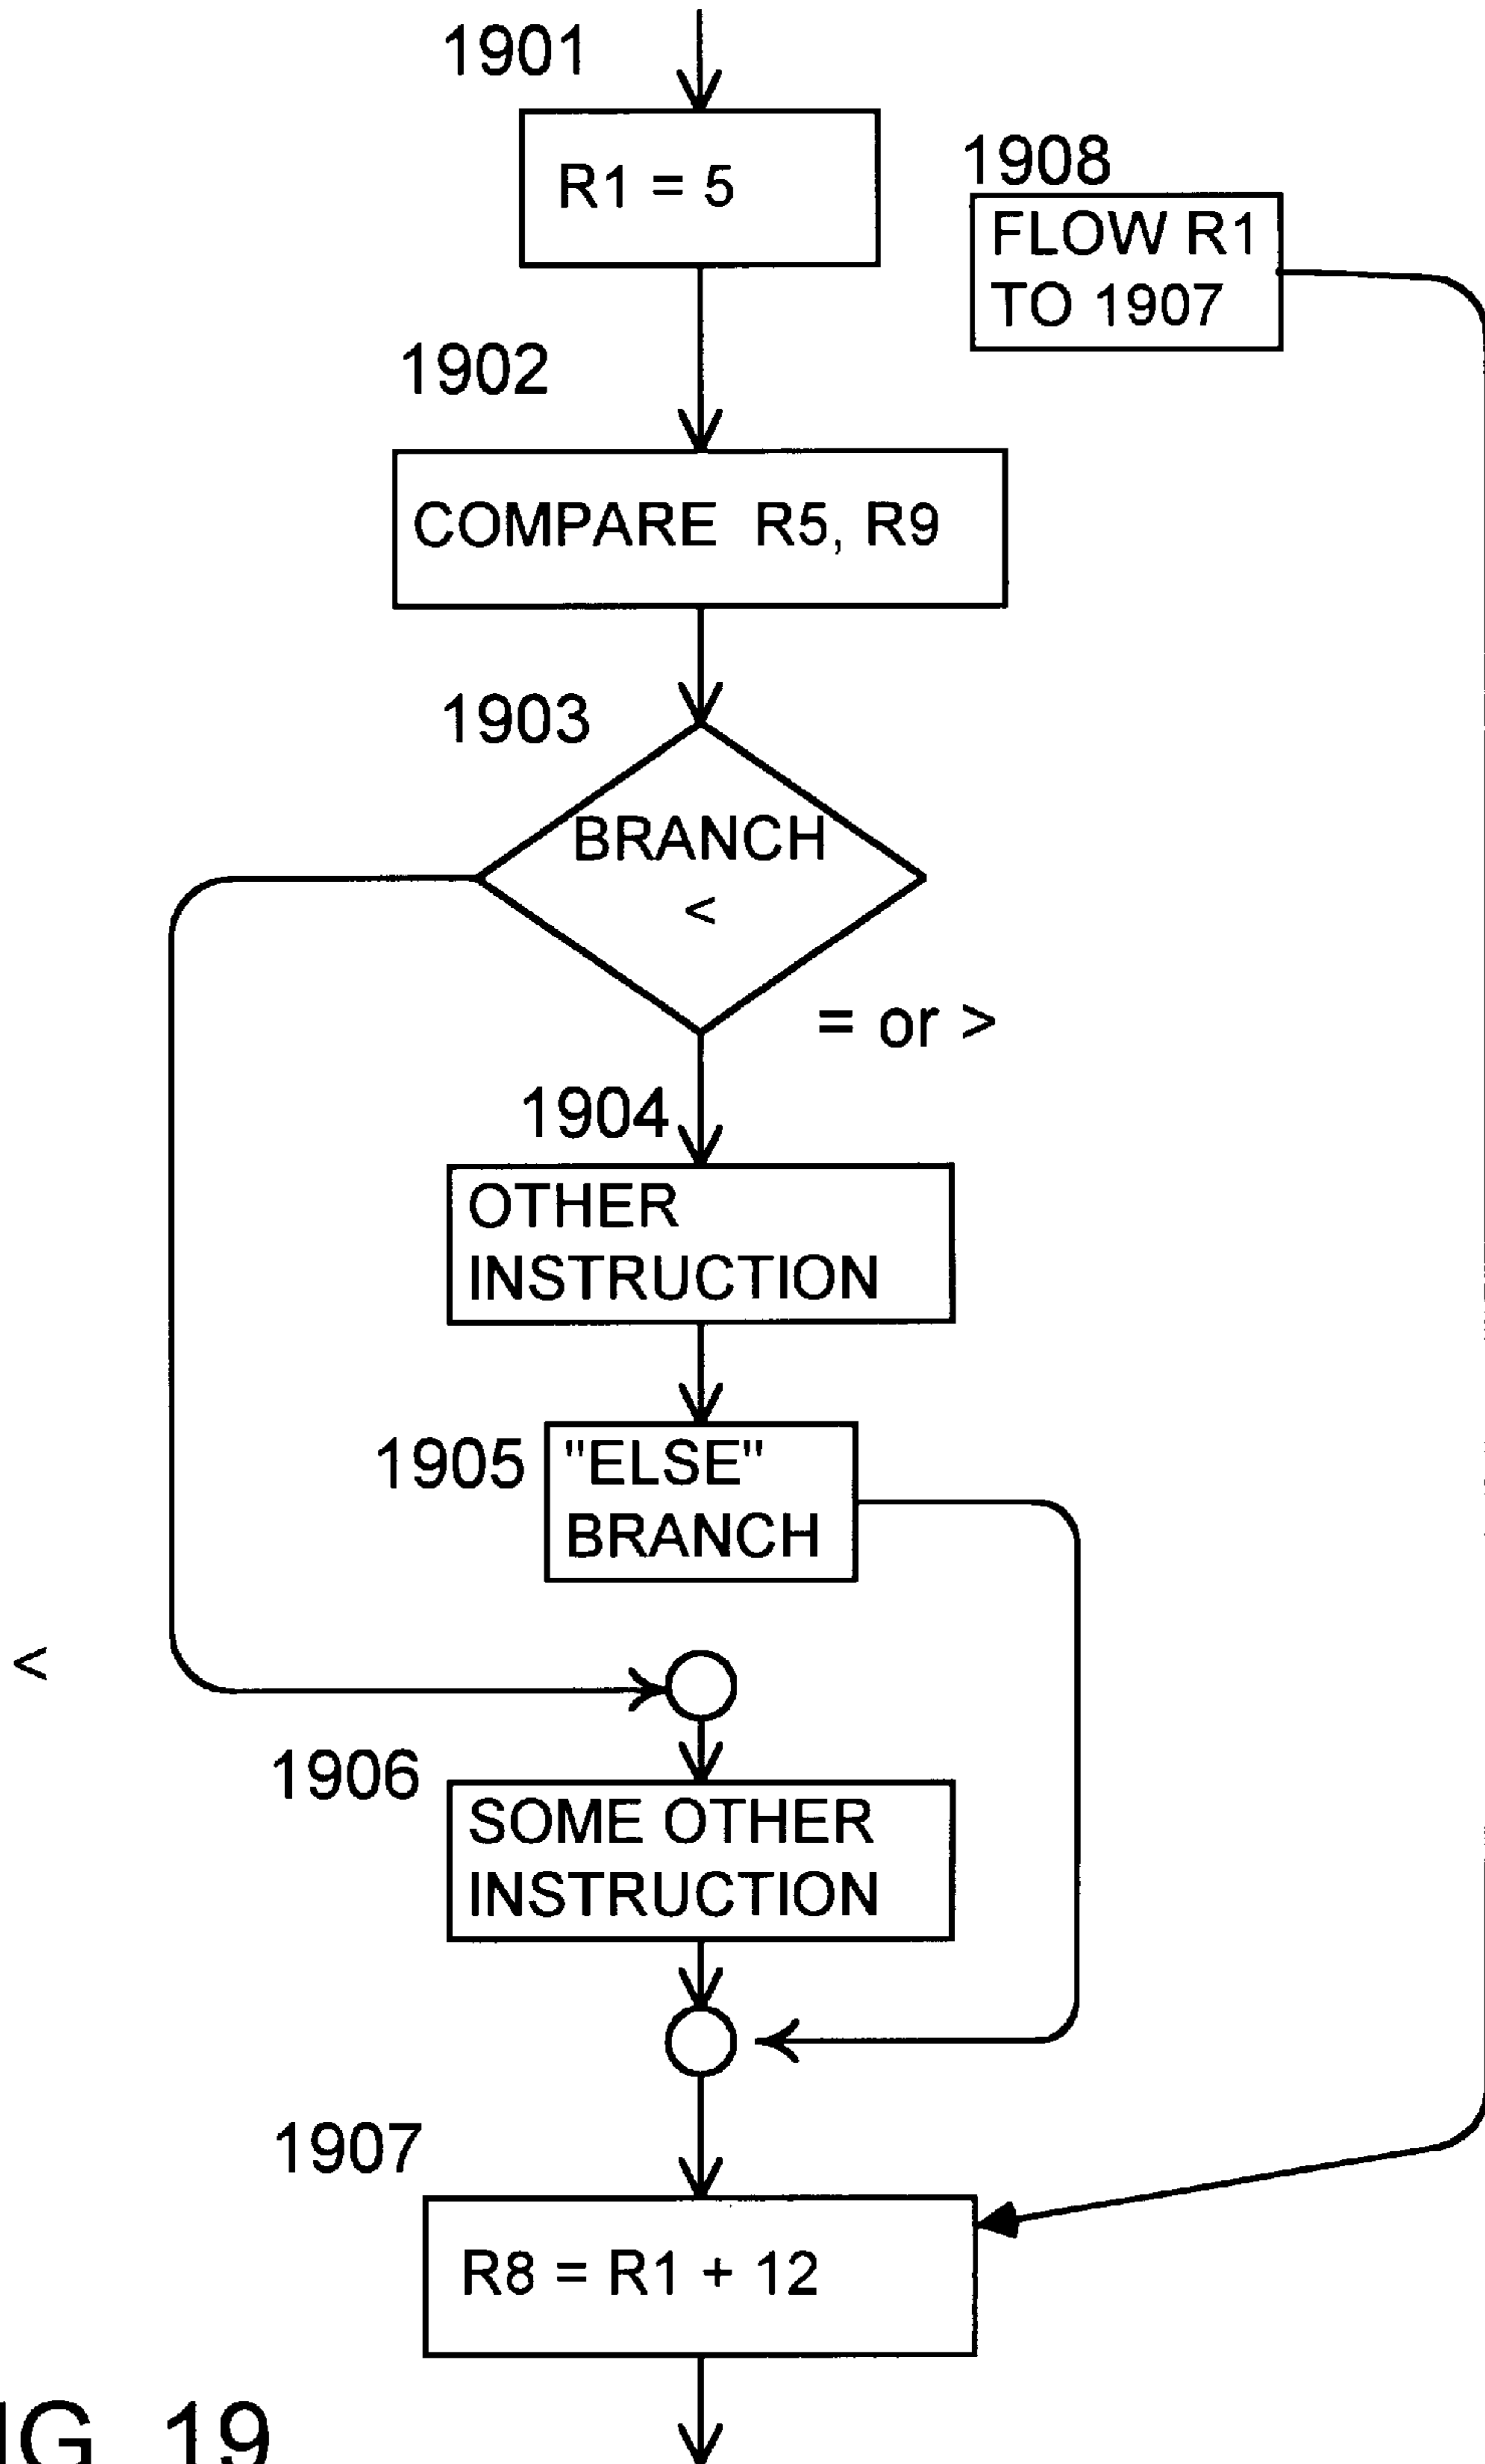 1901
R1 = 5
1908
FLOW R1
TO 1907
1902
COMPARE R5, R9
1903
BRANCH
<
= or >
1904
OTHER
INSTRUCTION
1905
"ELSE"
BRANCH
<
1906
SOME OTHER
INSTRUCTION
1907
R8 = R1 + 12
19